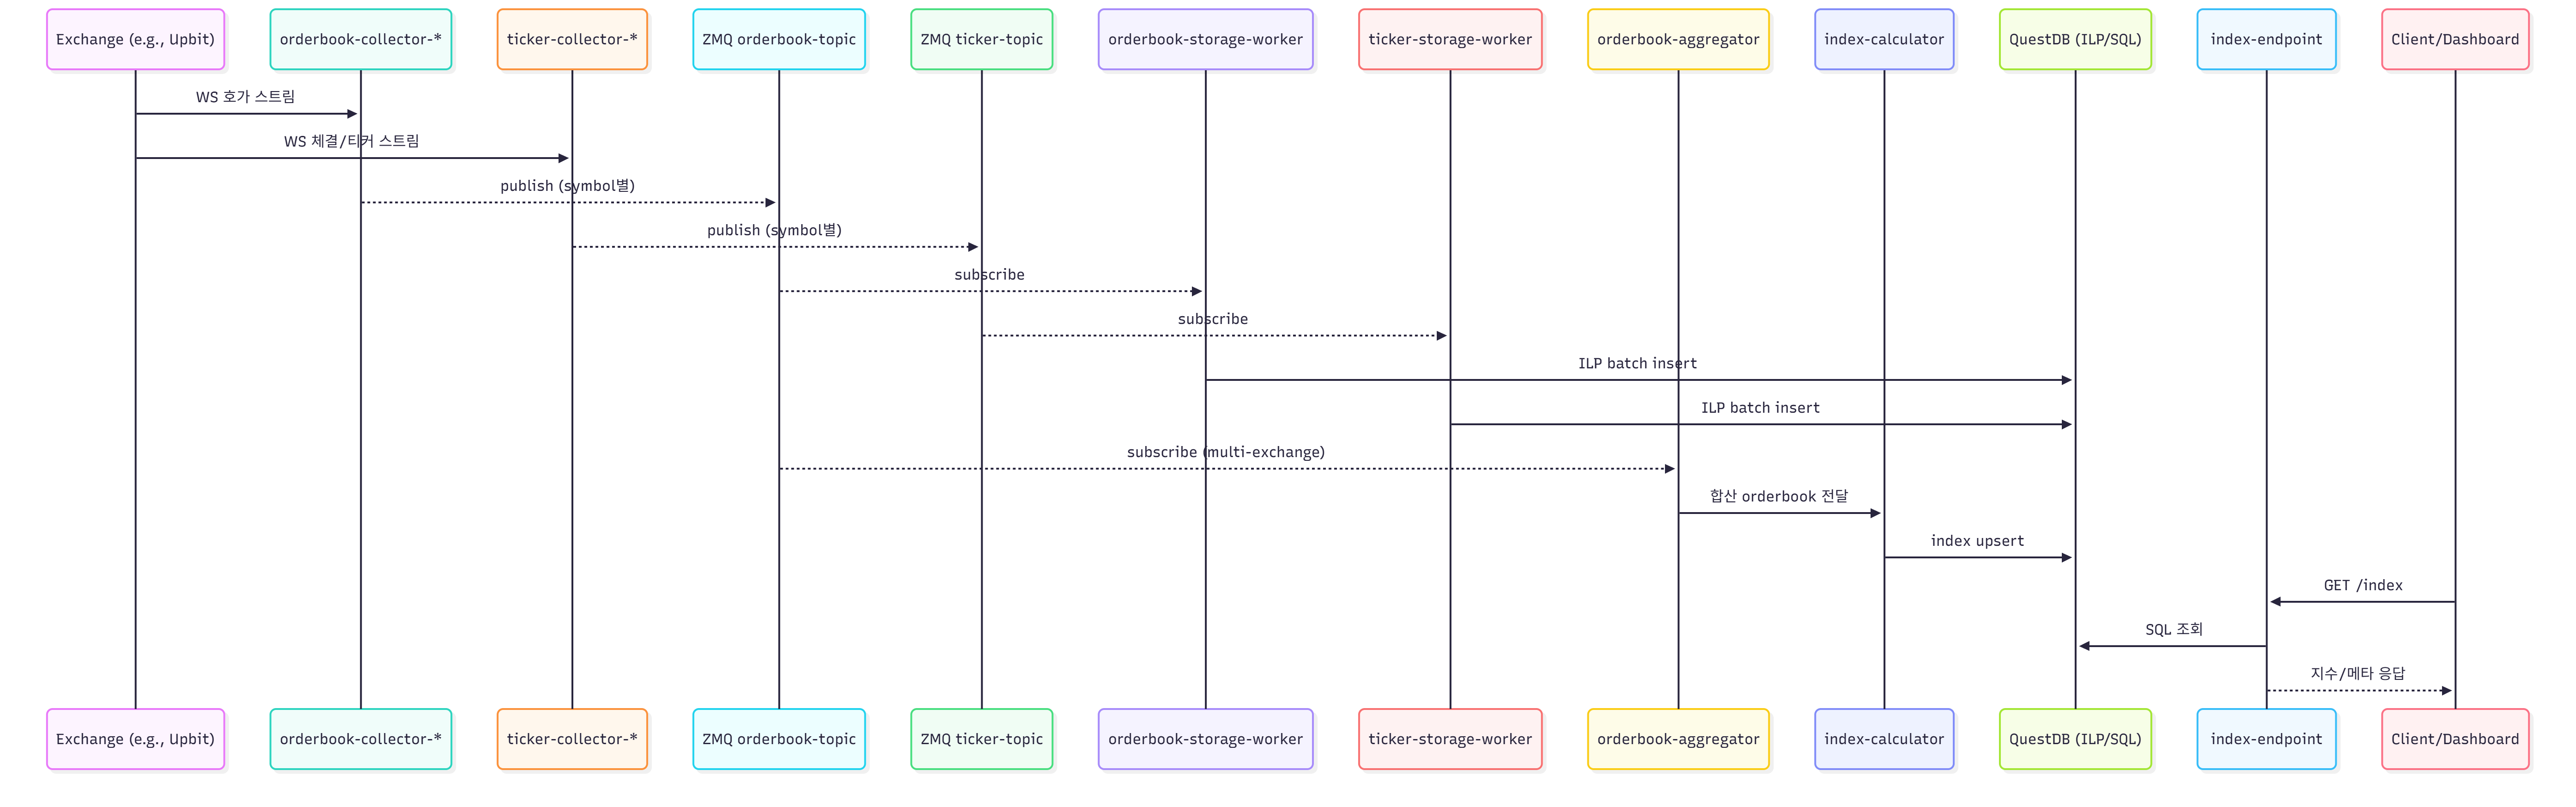 Exchange (e.g., Upbit)
orderbook-collector-*
ticker-collector-*
ZMQ orderbook-topic
ZMQ ticker-topic
orderbook-storage-worker
ticker-storage-worker
orderbook-aggregator
index-calculator
QuestDB (ILP/SQL)
index-endpoint
Client/Dashboard
WS 호가 스트림
WS 체결/티커 스트림
publish (symbol별)
publish (symbol별)
subscribe
subscribe
ILP batch insert
ILP batch insert
subscribe (multi-exchange)
합산 orderbook 전달
index upsert
GET /index
SQL 조회
지수/메타 응답
Exchange (e.g., Upbit)
orderbook-collector-*
ticker-collector-*
ZMQ orderbook-topic
ZMQ ticker-topic
orderbook-storage-worker
ticker-storage-worker
orderbook-aggregator
index-calculator
QuestDB (ILP/SQL)
index-endpoint
Client/Dashboard